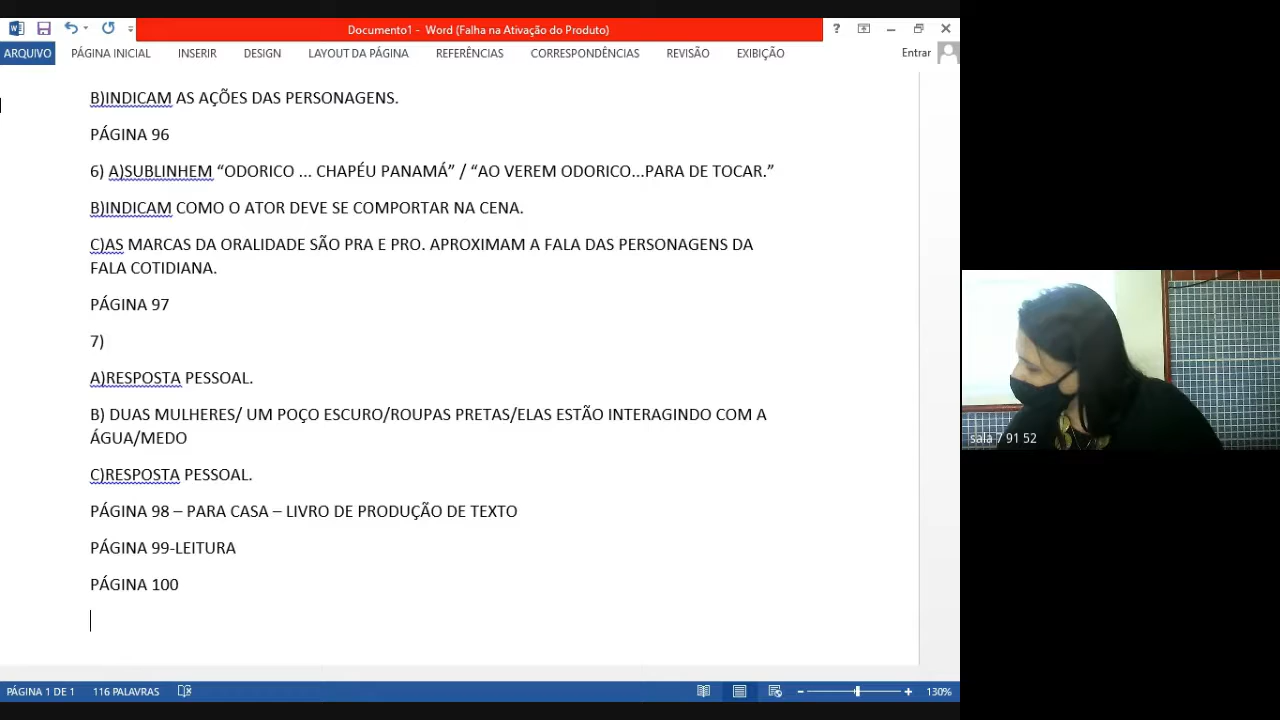 Documento1 - Word (Falha na Ativação do Produto)
?
ARQUIVO PÁGINA INICIAL INSERIR DESIGN LAYOUT DA PÁGINA REFERÊNCIAS CORRESPONDÊNCIAS REVISÃO EXIBIÇÃO Entrar
B)INDICAM AS AÇÕES DAS PERSONAGENS.
PÁGINA 96
6) A)SUBLINHEM “ODORICO ... CHAPÉU PANAMÁ” / “AO VEREM ODORICO...PARA DE TOCAR.”
B)INDICAM COMO O ATOR DEVE SE COMPORTAR NA CENA.
C)AS MARCAS DA ORALIDADE SÃO PRA E PRO. APROXIMAM A FALA DAS PERSONAGENS DA
FALA COTIDIANA.
PÁGINA 97
7)
A)RESPOSTA PESSOAL.
B) DUAS MULHERES/ UM POÇO ESCURO/ROUPAS PRETAS/ELAS ESTÃO INTERAGINDO COM A
ÁGUA/MEDO
C)RESPOSTA PESSOAL.
PÁGINA 98 – PARA CASA – LIVRO DE PRODUÇÃO DE TEXTO
PÁGINA 99-LEITURA
PÁGINA 100
sala 7 91 52
PÁGINA 1 DE 1 116 PALAVRAS 130%